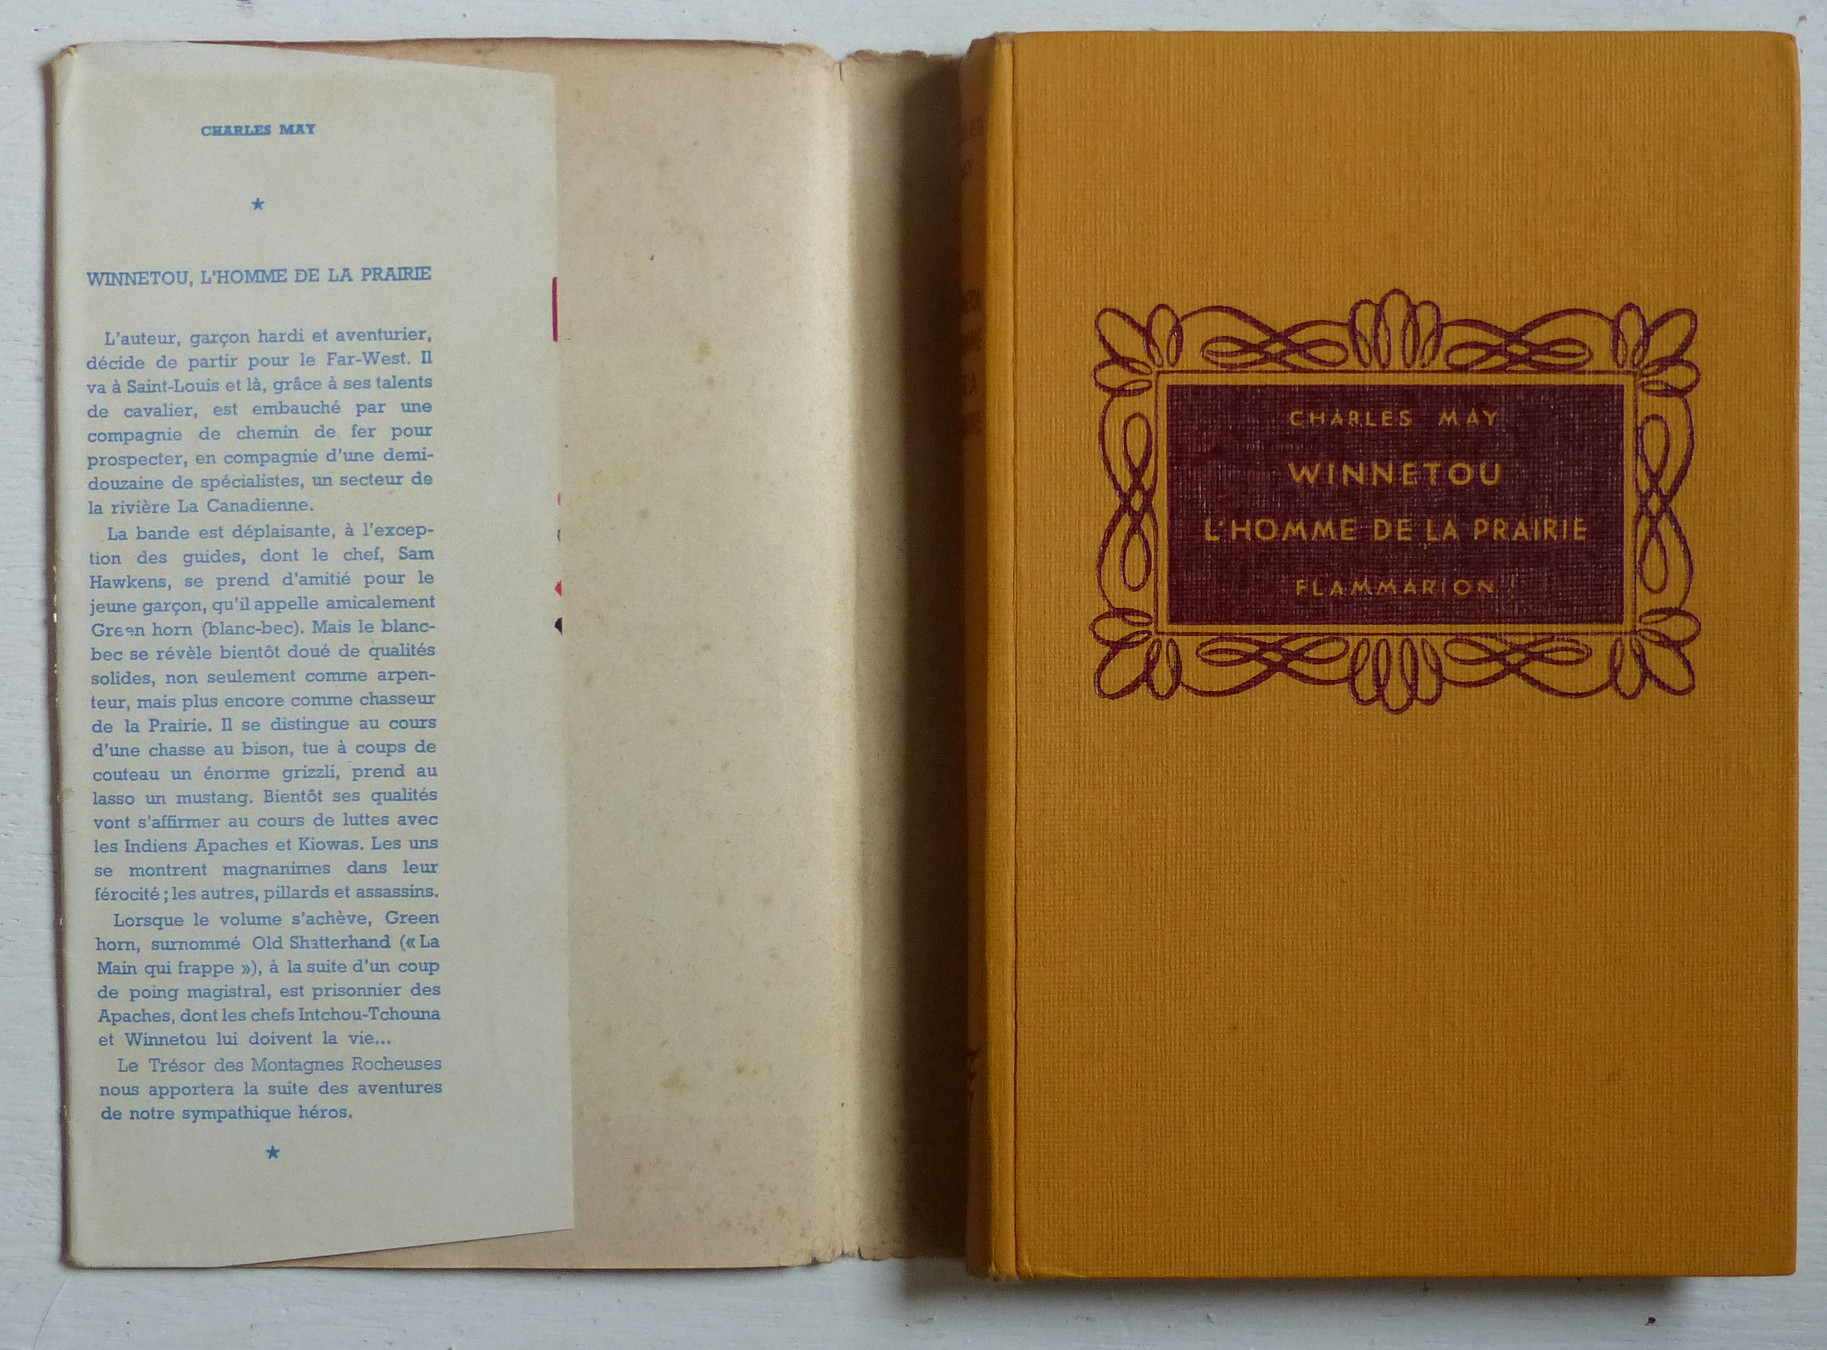 CHARLES MAY
★
WINNETOU, L'HOMME DE LA PRAIRIE
L'auteur, garçon hardi et aventurier,
décide de partir pour le Far-West. Il
va à Saint-Louis et là, grâce à ses talents
de cavalier, est embauché par une
compagnie de chemin de fer pour
prospecter, en compagnie d'une demi-
douzaine de spécialistes, un secteur de
la rivière La Canadienne.
La bande est déplaisante, à l'excep-
tion des guides, dont le chef, Sam
Hawkens, se prend d'amitié pour le
jeune garçon, qu'il appelle amicalement
Green horn (blanc-bec). Mais le blanc-
bec se révèle bientôt doué de qualités
solides, non seulement comme arpen-
teur, mais plus encore comme chasseur
de la Prairie. Il se distingue au cours
d'une chasse au bison, tue à coups de
couteau un énorme grizzli, prend au
lasso un mustang. Bientôt ses qualités
vont s'affirmer au cours de luttes avec
les Indiens Apaches et Kiowas. Les uns
se montrent magnanimes dans leur
férocité ; les autres, pillards et assassins.
Lorsque le volume s'achève, Green
horn, surnommé Old Shatterhand (« La
Main qui frappe »), à la suite d'un coup
de poing magistral, est prisonnier des
Apaches, dont les chefs Intchou-Tchouna
et Winnetou lui doivent la vie...
Le Trésor des Montagnes Rocheuses
nous apportera la suite des aventures
de notre sympathique héros.
★
CHARLES MAY
WINNETOU
L'HOMME DE LA PRAIRIE
FLAMMARION